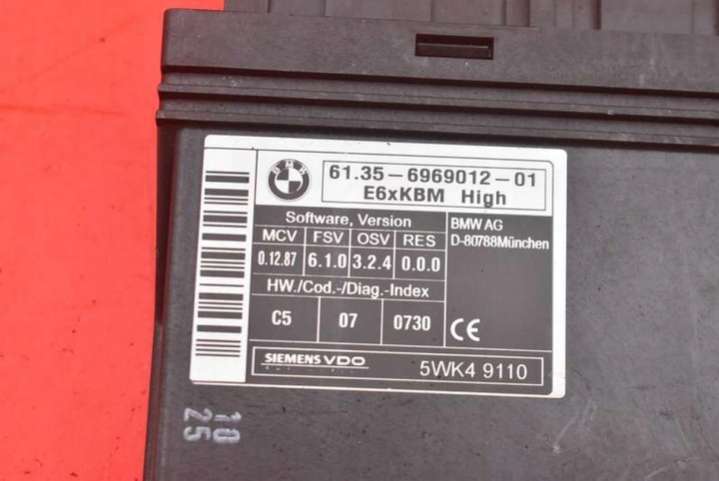 BMW
61.35-6969012-01
E6xKBM High
Software, Version
MCV FSV OSV RES
0.12.87 6.1.0 3.2.4 0.0.0
HW./Cod.-/Diag.-Index
C5 07 0730
BMW AG
D-80788München
CE
SIEMENS VDO
5WK4 9110
10
25